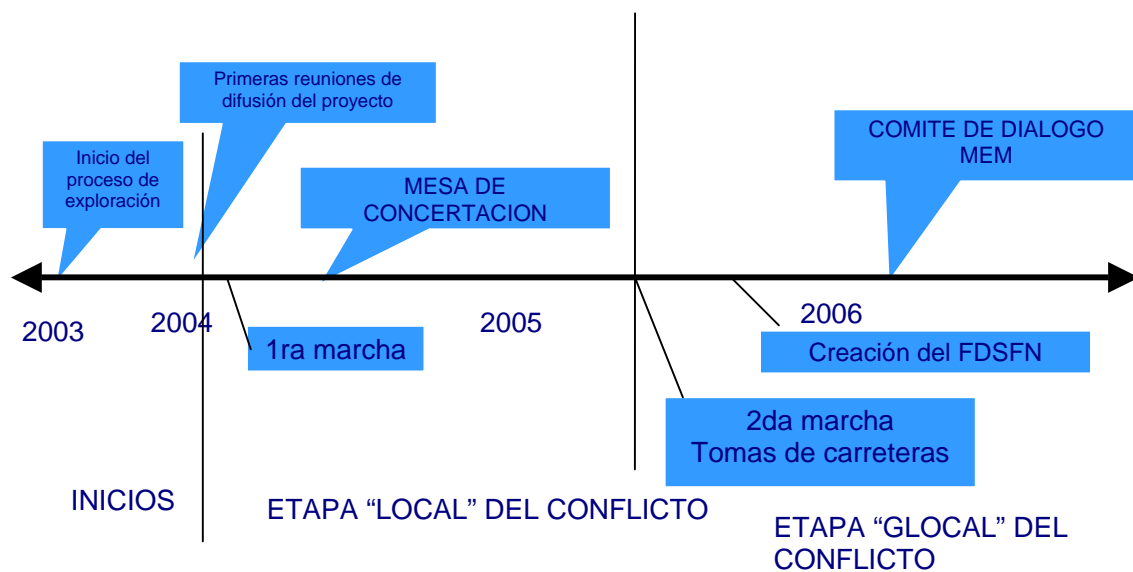 Primeras reuniones de
difusión del proyecto
Inicio del
proceso de
exploración
MESA DE
CONCERTACION
COMITE DE DIALOGO
MEM
2003
2004
2005
2006
1ra marcha
Creación del FDSFN
2da marcha
Tomas de carreteras
INICIOS
ETAPA “LOCAL” DEL CONFLICTO
ETAPA “GLOCAL” DEL
CONFLICTO